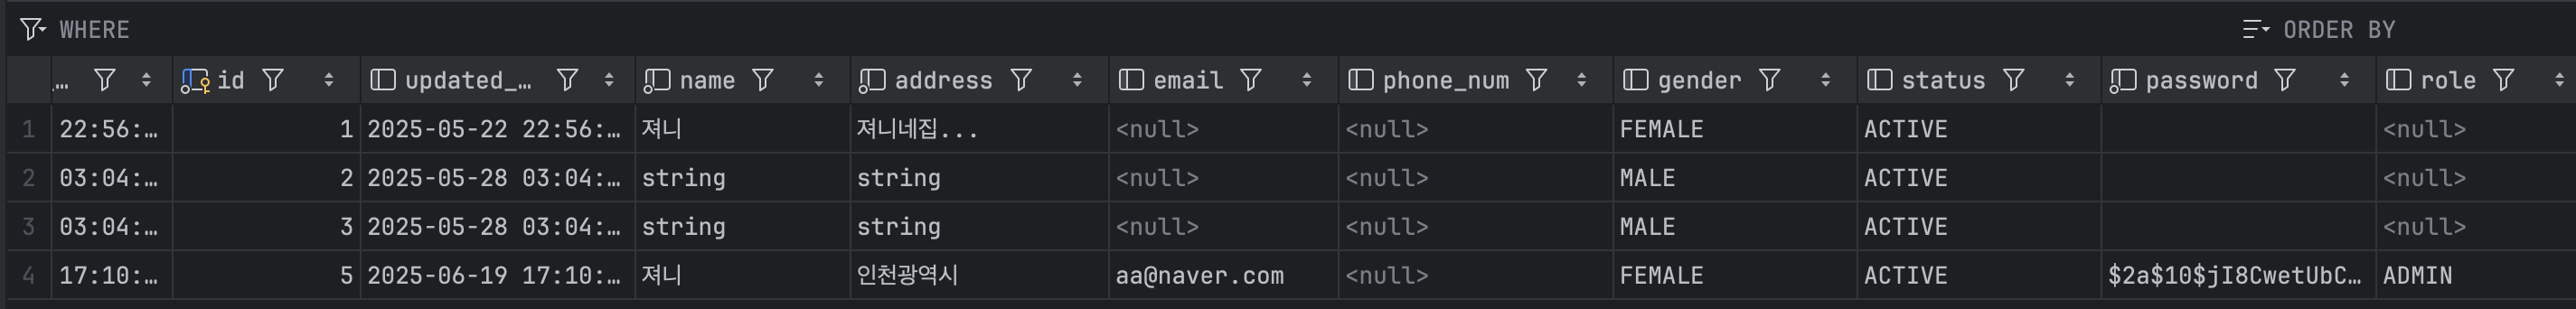 WHERE ORDER BY
_… id updated_… name address email phone_num gender status password role
1 22:56:… 1 2025-05-22 22:56:… 져니 져니네집... <null> <null> FEMALE ACTIVE <null>
2 03:04:… 2 2025-05-28 03:04:… string string <null> <null> MALE ACTIVE <null>
3 03:04:… 3 2025-05-28 03:04:… string string <null> <null> MALE ACTIVE <null>
4 17:10:… 5 2025-06-19 17:10:… 져니 인천광역시 aa@naver.com <null> FEMALE ACTIVE $2a$10$jI8CwetUbC… ADMIN